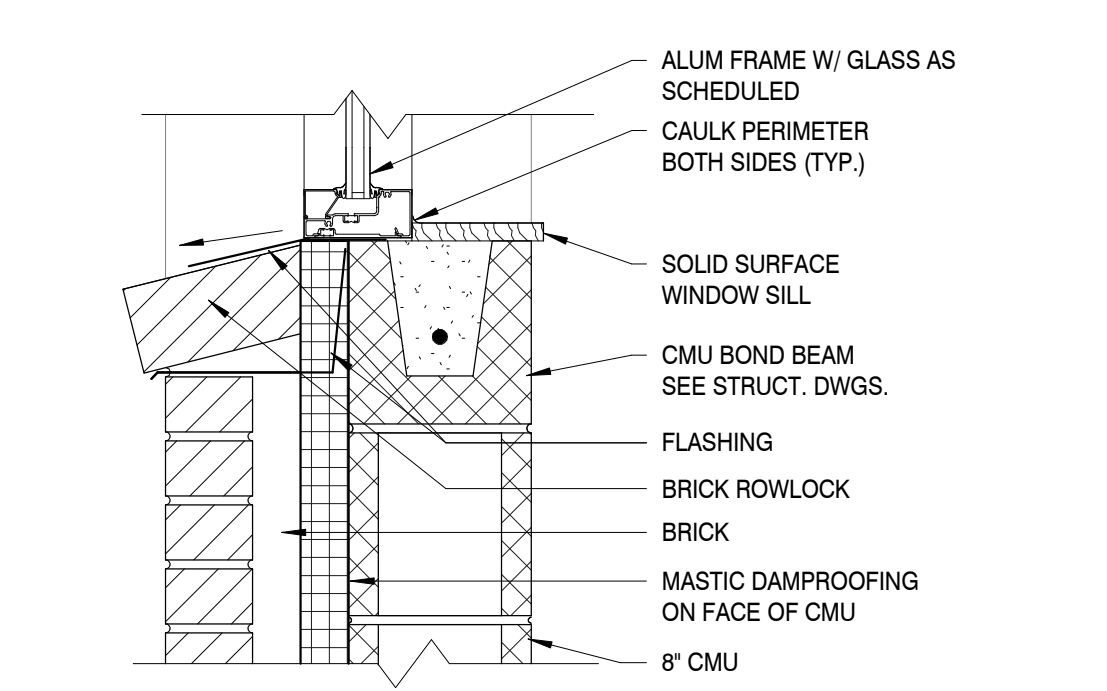 ALUM FRAME W/ GLASS AS
SCHEDULED
CAULK PERIMETER
BOTH SIDES (TYP.)
SOLID SURFACE
WINDOW SILL
CMU BOND BEAM
SEE STRUCT. DWGS.
FLASHING
BRICK ROWLOCK
BRICK
MASTIC DAMPROOFING
ON FACE OF CMU
8" CMU